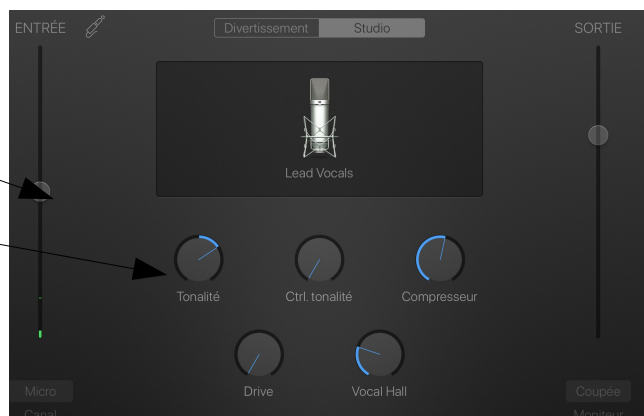 ENTRÉE
Divertissement Studio
SORTIE
Lead Vocals
Tonalité Ctrl. tonalité Compresseur
Drive Vocal Hall
Micro Coupée
Canal Moniteur